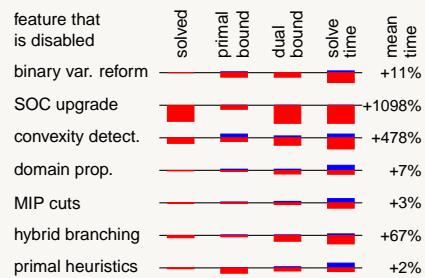 feature that
is disabled
solved
primal
bound
dual
bound
solve
time
mean
time
binary var. reform
+11%
SOC upgrade
+1098%
convexity detect.
+478%
domain prop.
+7%
MIP cuts
+3%
hybrid branching
+67%
primal heuristics
+2%